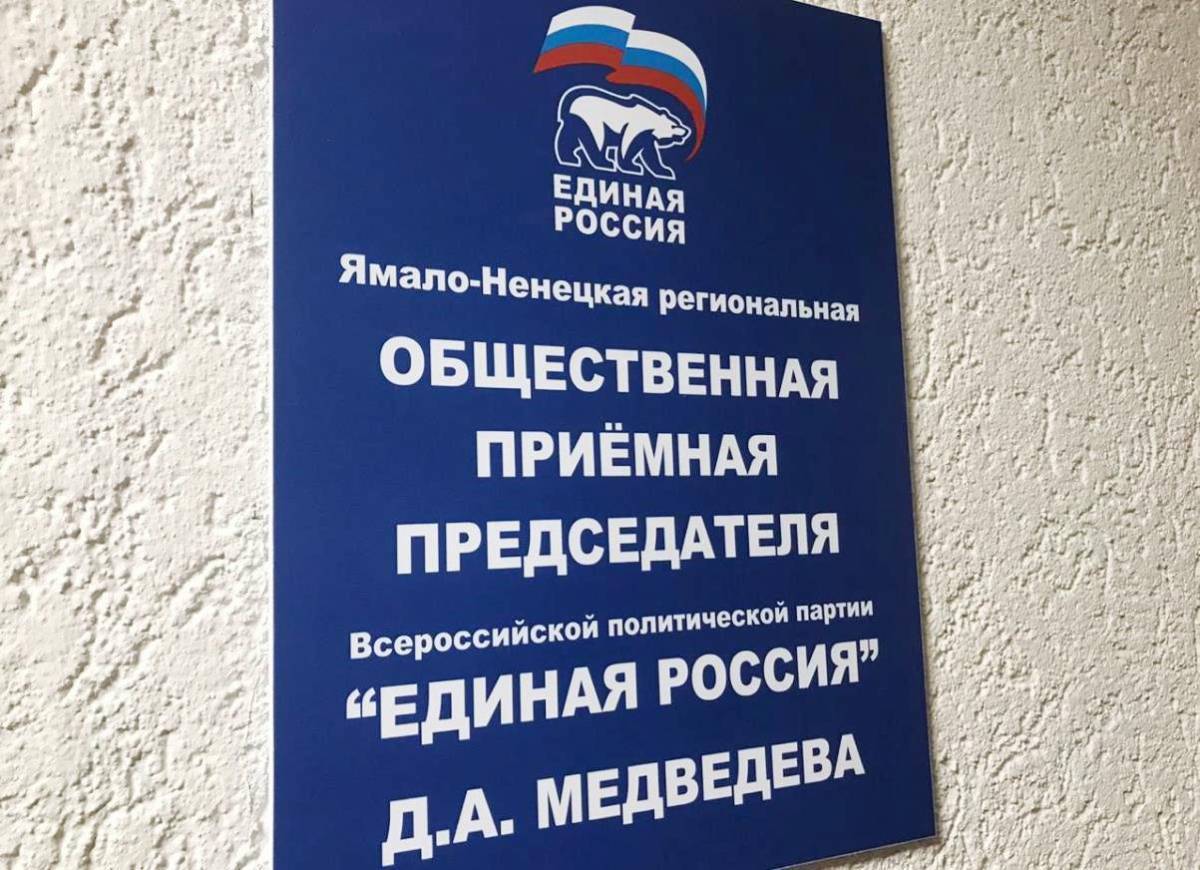 ЕДИНАЯ
РОССИЯ
Ямало-Ненецкая региональная
ОБЩЕСТВЕННАЯ
ПРИЁМНАЯ
ПРЕДСЕДАТЕЛЯ
Всероссийской политической партии
“ЕДИНАЯ РОССИЯ”
Д.А. МЕДВЕДЕВА